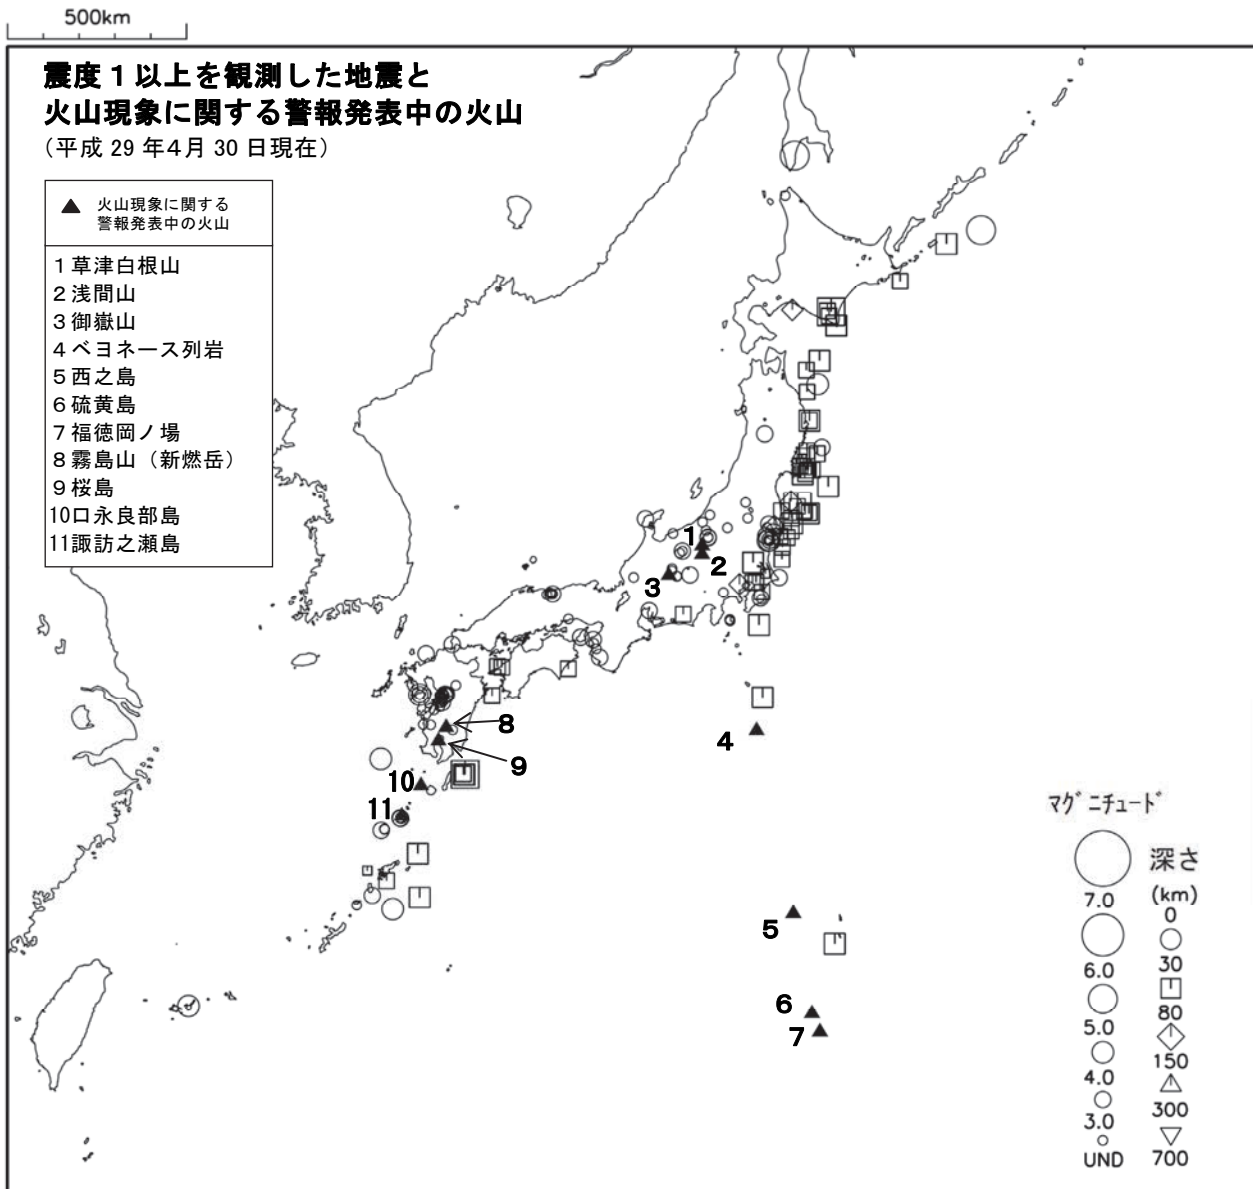 500km
震度１以上を観測した地震と
火山現象に関する警報発表中の火山
（平成 29 年4月 30 日現在）
▲ 火山現象に関する
警報発表中の火山
1草津白根山
2浅間山
3御嶽山
4ベヨネース列岩
5西之島
6硫黄島
7福徳岡ノ場
8霧島山（新燃岳）
9桜島
10口永良部島
11諏訪之瀬島
1
2
3
8
4
9
10
11
5
6
7
マグニチュード
深さ
(km)
7.0
0
6.0
30
5.0
80
4.0
150
3.0
300
UND
700